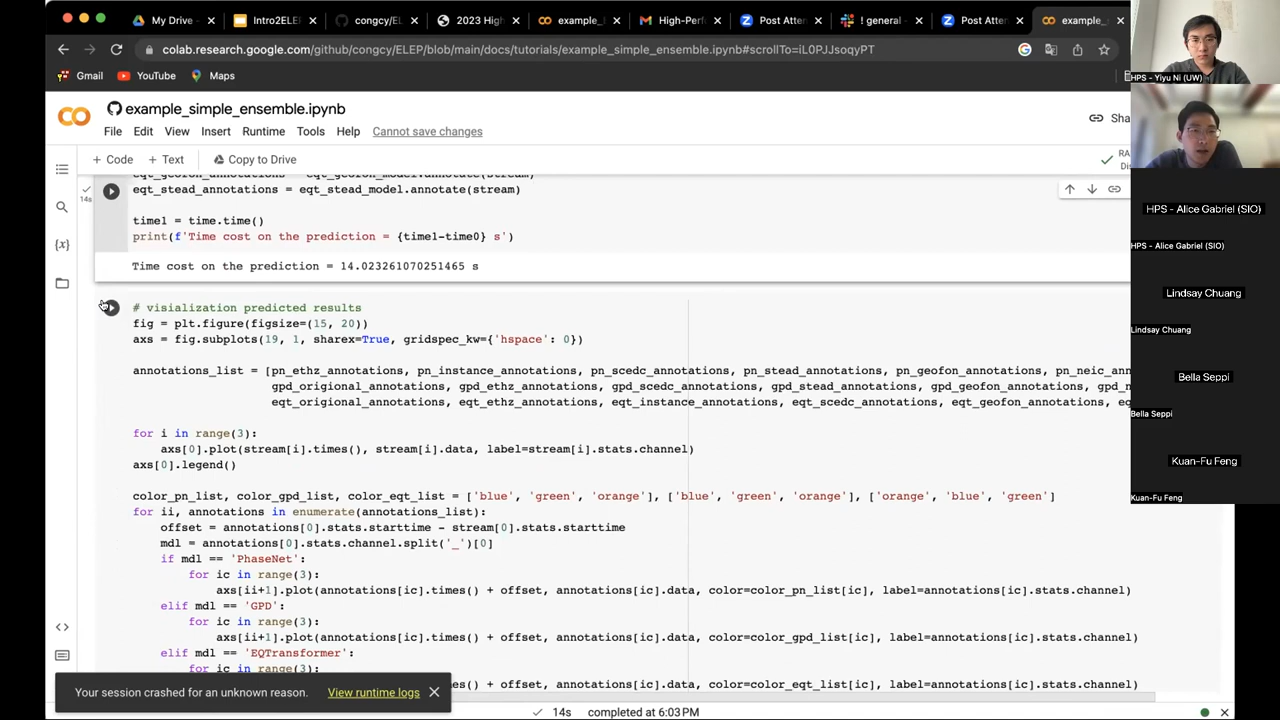 My Drive -
Intro2ELEP
congcy/EL
2023 High
example_
High-Perf
Post Atten
! general -
Post Atten
example_s
colab.research.google.com/github/congcy/ELEP/blob/main/docs/tutorials/example_simple_ensemble.ipynb#scrollTo=iL0PJJsoqyPT
Gmail
YouTube
Maps
example_simple_ensemble.ipynb
File Edit View Insert Runtime Tools Help Cannot save changes
Sha
+ Code + Text Copy to Drive
RA
Dis
eqt_geofon_annotations = eqt_geofon_model.annotate(stream)
14s
eqt_stead_annotations = eqt_stead_model.annotate(stream)
time1 = time.time()
print(f'Time cost on the prediction = {time1-time0} s')
Time cost on the prediction = 14.023261070251465 s
# visialization predicted results
fig = plt.figure(figsize=(15, 20))
axs = fig.subplots(19, 1, sharex=True, gridspec_kw={'hspace': 0})
annotations_list = [pn_ethz_annotations, pn_instance_annotations, pn_scedc_annotations, pn_stead_annotations, pn_geofon_annotations, pn_neic_ann
gpd_origional_annotations, gpd_ethz_annotations, gpd_scedc_annotations, gpd_stead_annotations, gpd_geofon_annotations, gpd_n
eqt_origional_annotations, eqt_ethz_annotations, eqt_instance_annotations, eqt_scedc_annotations, eqt_geofon_annotations, eq
for i in range(3):
axs[0].plot(stream[i].times(), stream[i].data, label=stream[i].stats.channel)
axs[0].legend()
color_pn_list, color_gpd_list, color_eqt_list = ['blue', 'green', 'orange'], ['blue', 'green', 'orange'], ['orange', 'blue', 'green']
for ii, annotations in enumerate(annotations_list):
offset = annotations[0].stats.starttime - stream[0].stats.starttime
mdl = annotations[0].stats.channel.split('_')[0]
if mdl == 'PhaseNet':
for ic in range(3):
axs[ii+1].plot(annotations[ic].times() + offset, annotations[ic].data, color=color_pn_list[ic], label=annotations[ic].stats.channel)
elif mdl == 'GPD':
for ic in range(3):
axs[ii+1].plot(annotations[ic].times() + offset, annotations[ic].data, color=color_gpd_list[ic], label=annotations[ic].stats.channel)
elif mdl == 'EQTransformer':
for ic in range(3):
t(annotations[ic].times() + offset, annotations[ic].data, color=color_eqt_list[ic], label=annotations[ic].stats.channel)
Your session crashed for an unknown reason. View runtime logs
14s completed at 6:03 PM
HPS - Yiyu Ni (UW)
HPS - Alice Gabriel (SIO)
HPS - Alice Gabriel (SIO)
Lindsay Chuang
Lindsay Chuang
Bella Seppi
Bella Seppi
Kuan-Fu Feng
Kuan-Fu Feng